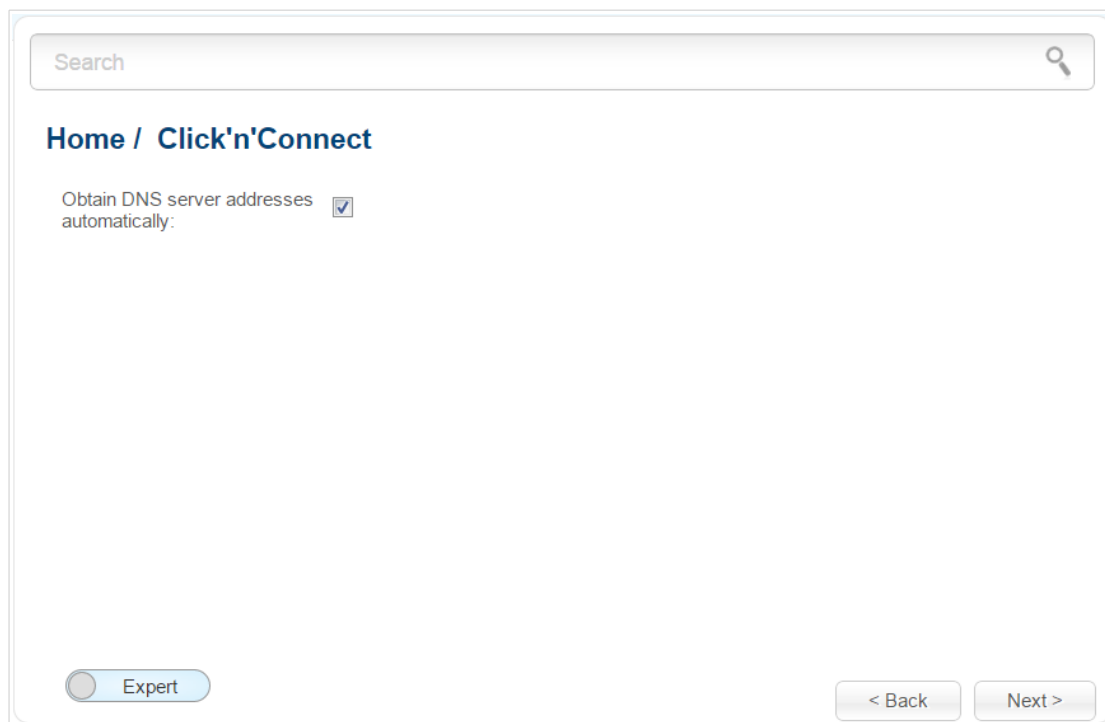 Search
Home / Click'n'Connect
Obtain DNS server addresses
automatically:
Expert
< Back
Next >